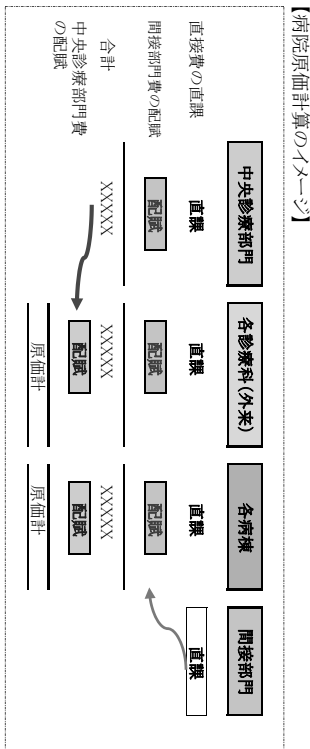 【病院原価計算のイメージ】
中央診療部門 各診療科(外来) 各病棟 間接部門
直接費の直課 直課 直課 直課 直課
間接部門費の配賦 配賦 配賦 配賦
合計 XXXXX XXXXX XXXXX
中央診療部門費
の配賦 配賦 配賦
原価計 原価計